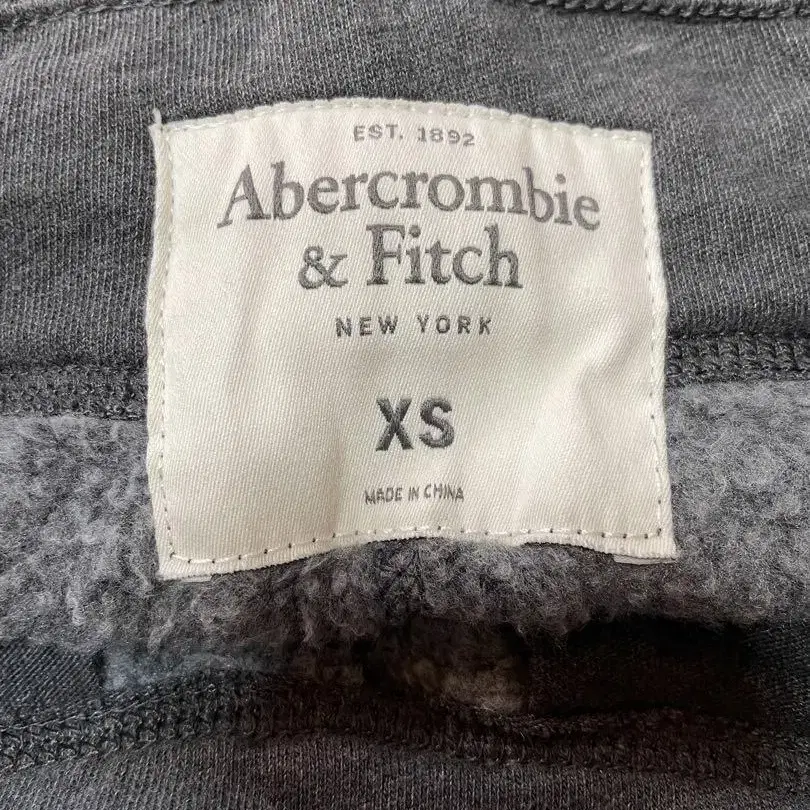 EST. 1892
Abercrombie
& Fitch
NEW YORK
XS
MADE IN CHINA